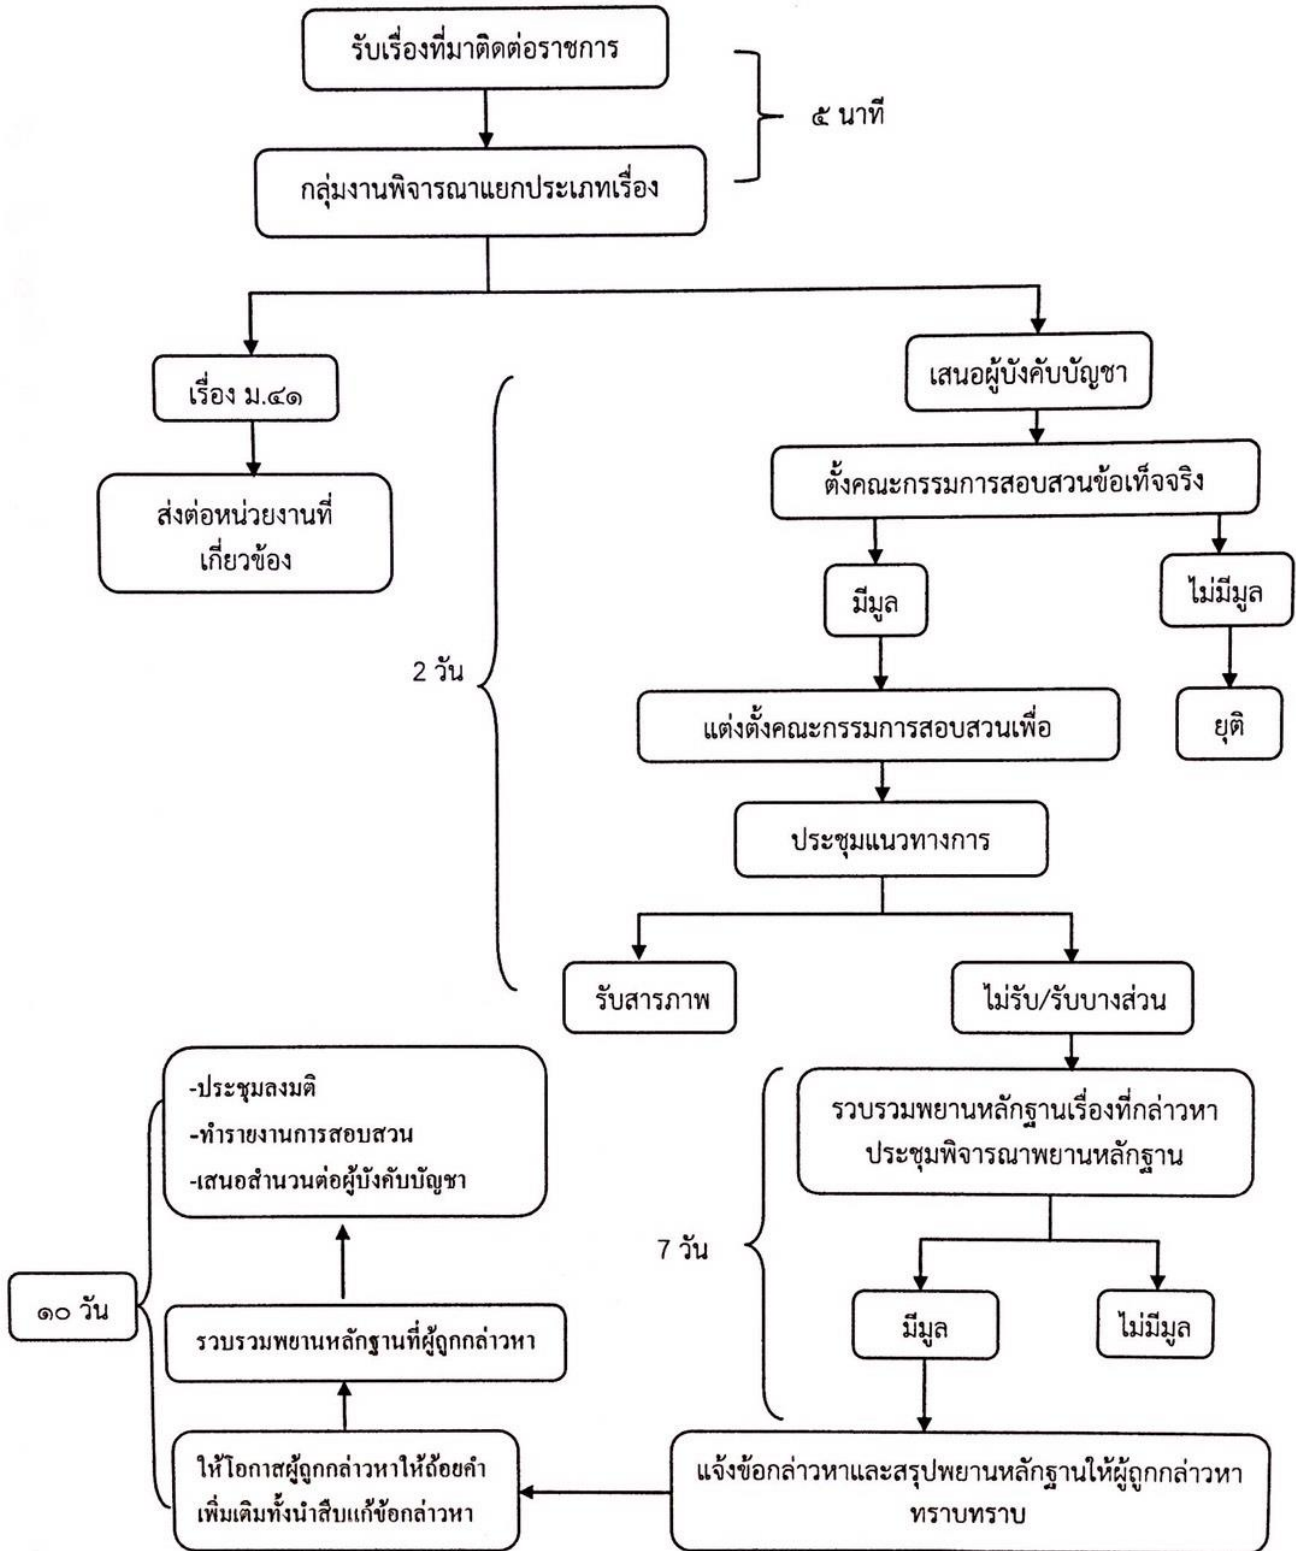 รับเรื่องที่มาติดต่อราชการ
๕ นาที
กลุ่มงานพิจารณาแยกประเภทเรื่อง
เรื่อง ม.๔๑
ส่งต่อหน่วยงานที่
เกี่ยวข้อง
เสนอผู้บังคับบัญชา
ตั้งคณะกรรมการสอบสวนข้อเท็จจริง
มีมูล
ไม่มีมูล
2 วัน
แต่งตั้งคณะกรรมการสอบสวนเพื่อ
ยุติ
ประชุมแนวทางการ
รับสารภาพ
ไม่รับ/รับบางส่วน
รวบรวมพยานหลักฐานเรื่องที่กล่าวหา
ประชุมพิจารณาพยานหลักฐาน
7 วัน
มีมูล
ไม่มีมูล
แจ้งข้อกล่าวหาและสรุปพยานหลักฐานให้ผู้ถูกกล่าวหา
ทราบทราบ
-ประชุมลงมติ
-ทำรายงานการสอบสวน
-เสนอสำนวนต่อผู้บังคับบัญชา
๑๐ วัน
รวบรวมพยานหลักฐานที่ผู้ถูกกล่าวหา
ให้โอกาสผู้ถูกกล่าวหาให้ถ้อยคำ
เพิ่มเติมทั้งนำสืบแก้ข้อกล่าวหา